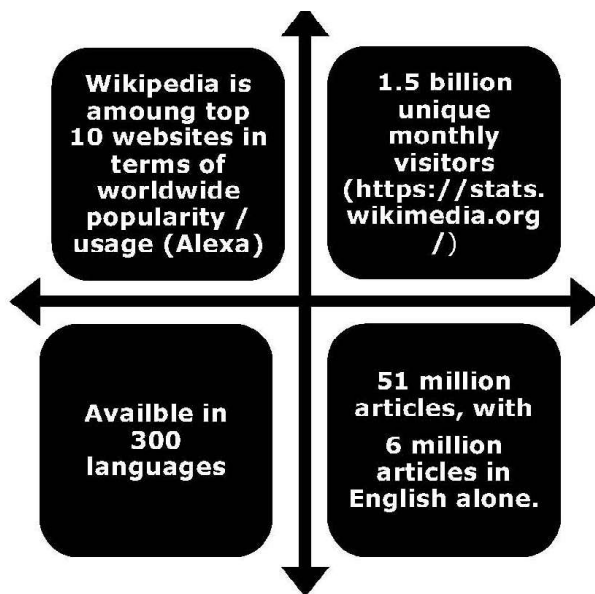 Wikipedia is
amoung top
10 websites in
terms of
worldwide
popularity /
usage (Alexa)
1.5 billion
unique
monthly
visitors
(https://stats.
wikimedia.org
/)
Availble in
300
languages
51 million
articles, with
6 million
articles in
English alone.